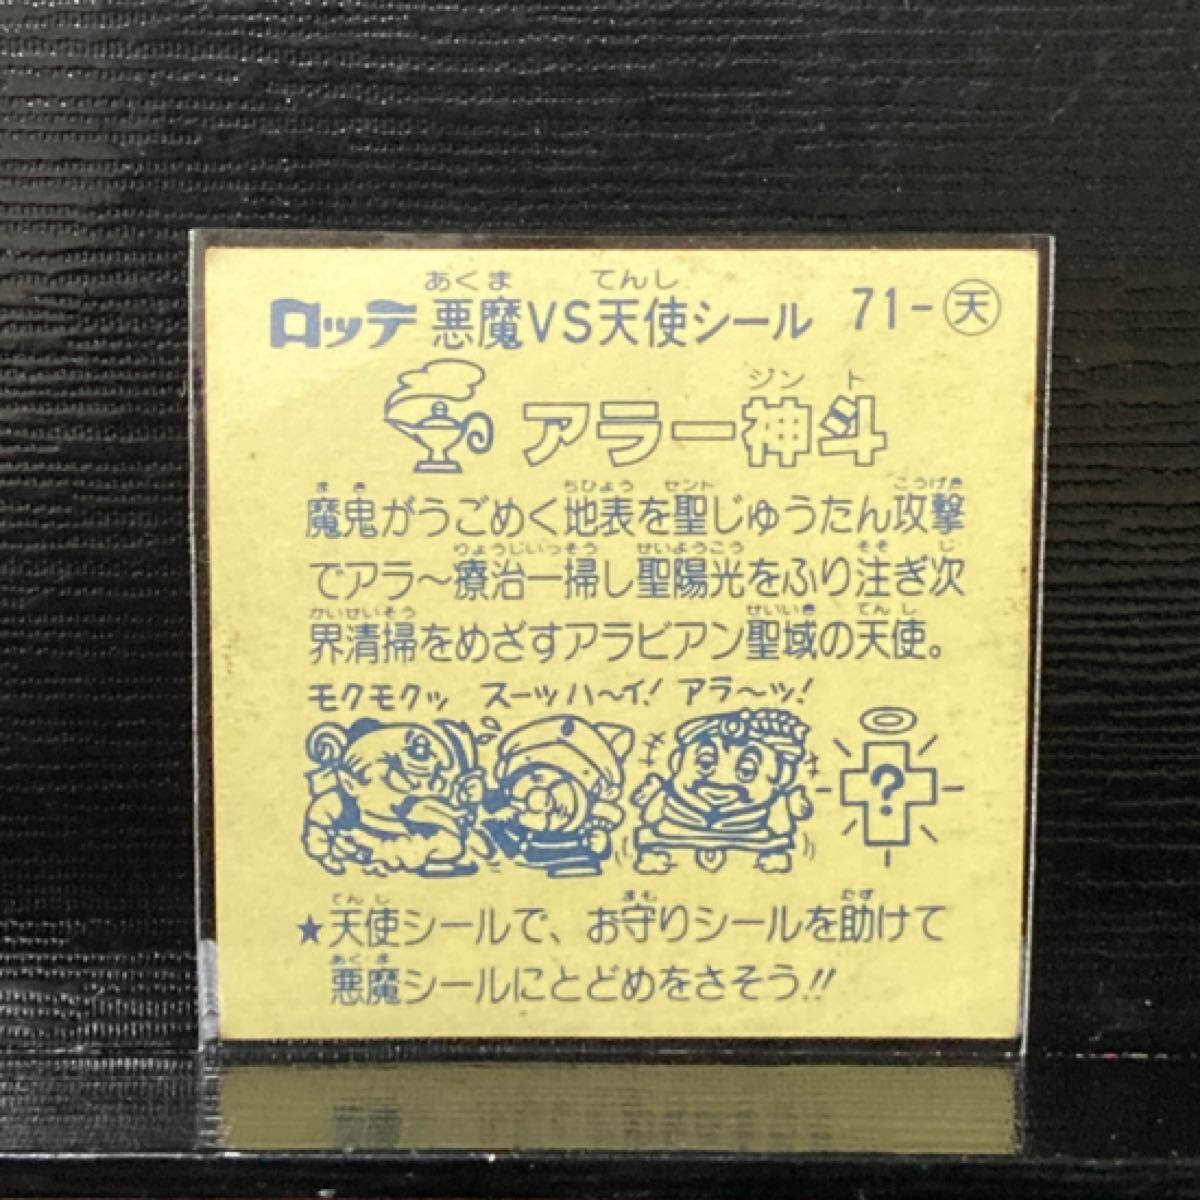 ロッテ 悪魔VS天使シール 71-天
あくま てんし
アラー神斗
ジント
魔鬼がうごめく地表を聖じゅうたん攻撃
まき ちひょう セント こうげき
でアラ〜療治一掃し聖陽光をふり注ぎ次
りょうじいっそう せいようこう そそ じ
界清掃をめざすアラビアン聖域の天使。
かいせいそう せいいき てんし
モクモクッ スーッハ〜イ! アラ〜ッ!
?
★天使シールで、お守りシールを助けて
てんし まも たす
悪魔シールにとどめをさそう!!
あくま